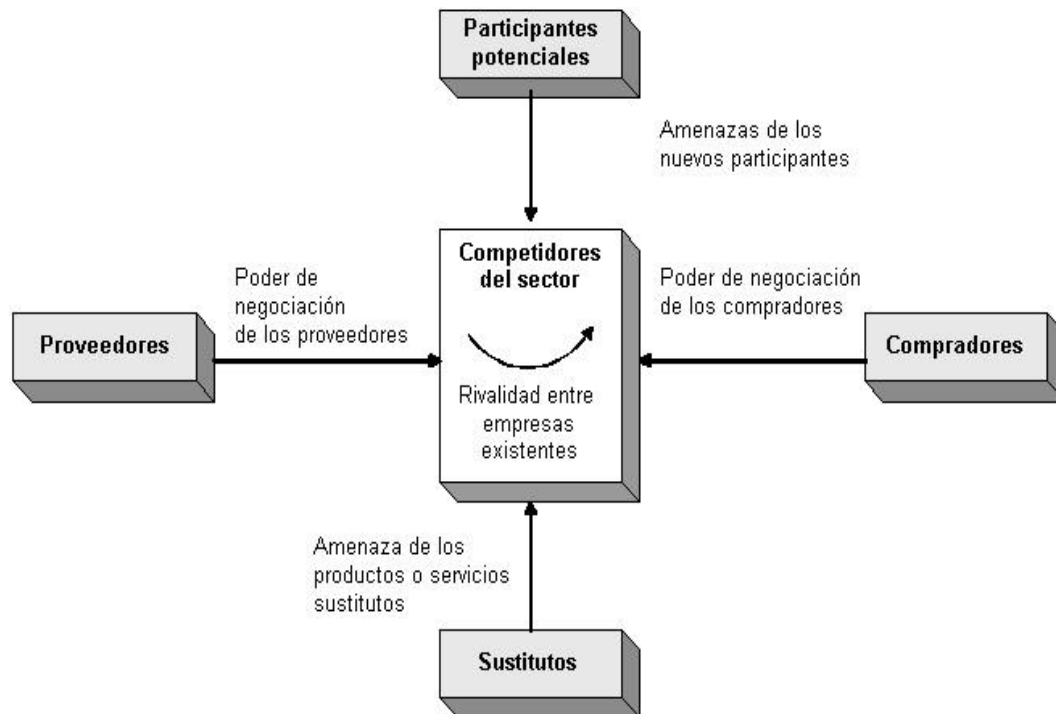 Participantes
potenciales
Amenazas de los
nuevos participantes
Competidores
del sector
Poder de
negociación
de los proveedores
Poder de negociación
de los compradores
Proveedores
Compradores
Rivalidad entre
empresas
existentes
Amenaza de los
productos o servicios
sustitutos
Sustitutos